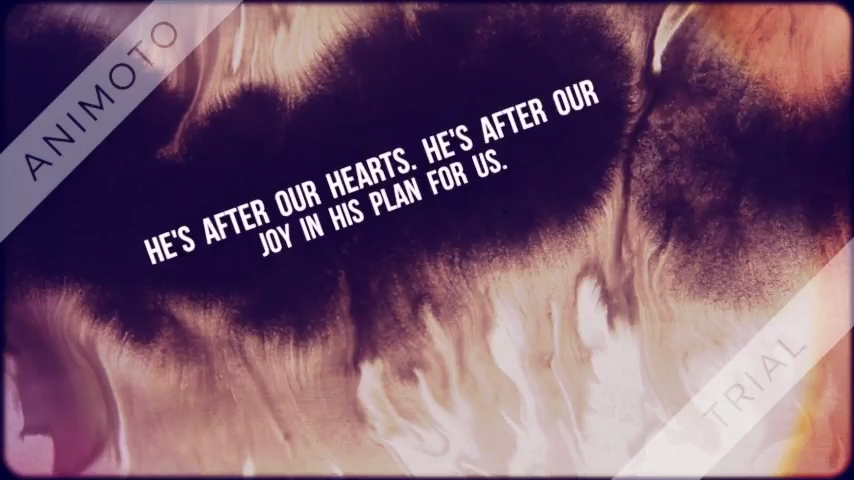 ANIMOTO
HE'S AFTER OUR HEARTS. HE'S AFTER OUR
JOY IN HIS PLAN FOR US.
TRIAL